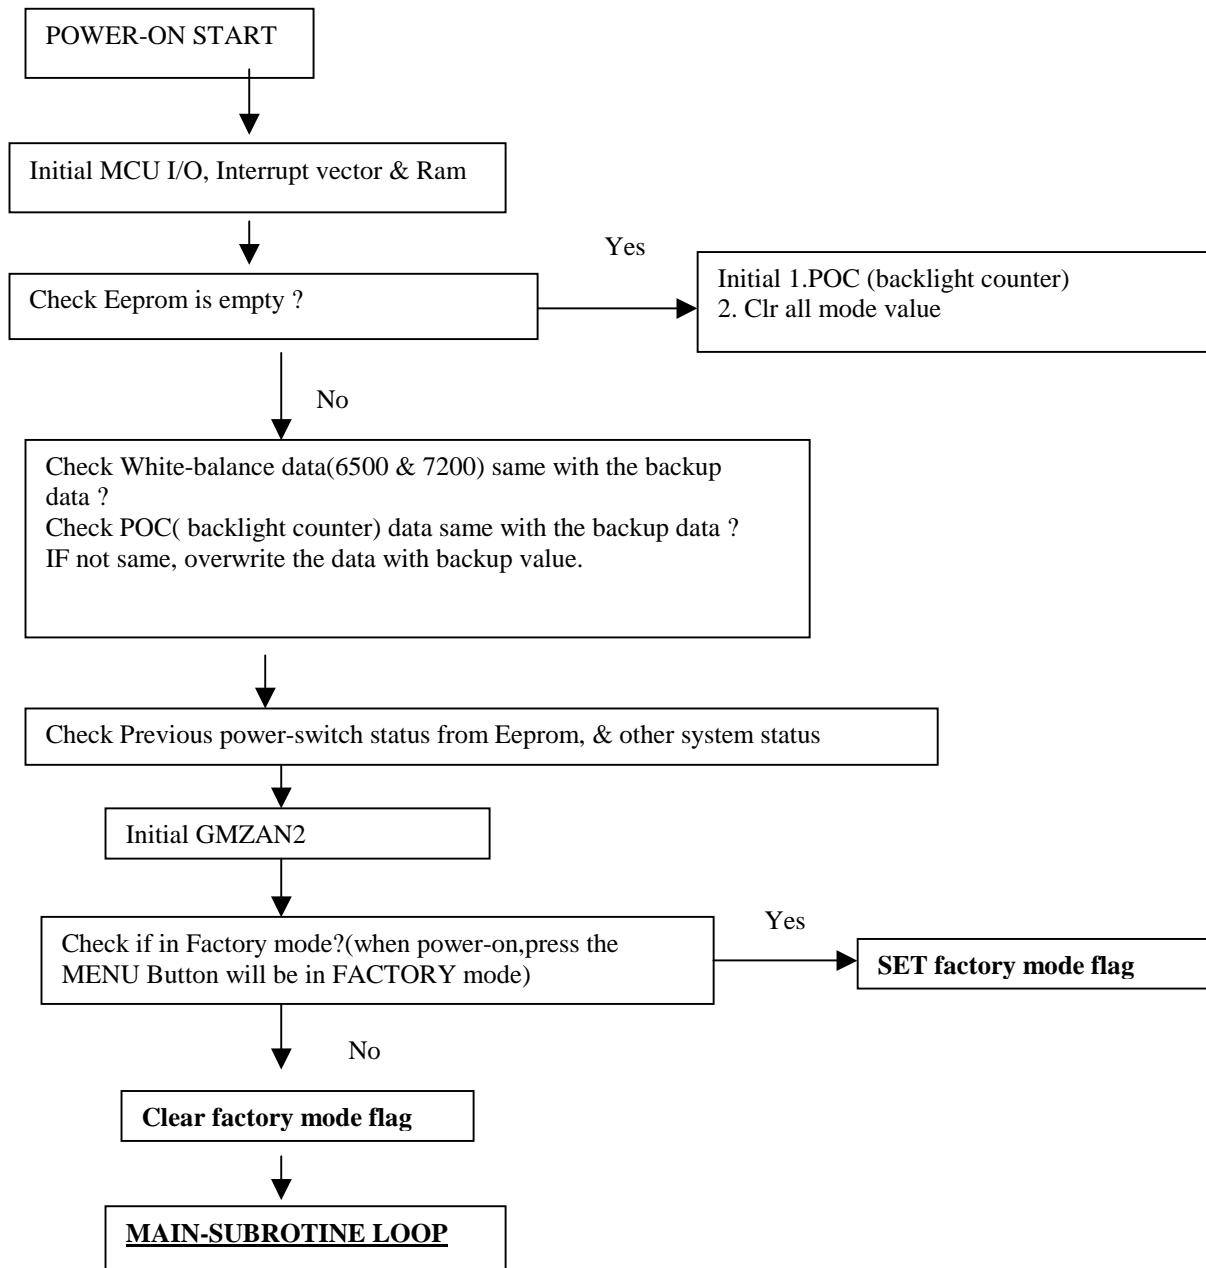 POWER-ON START
Initial MCU I/O, Interrupt vector & Ram
Yes
Check Eeprom is empty ?
Initial 1.POC (backlight counter)
2. Clr all mode value
No
Check White-balance data(6500 & 7200) same with the backup
data ?
Check POC( backlight counter) data same with the backup data ?
IF not same, overwrite the data with backup value.
Check Previous power-switch status from Eeprom, & other system status
Initial GMZAN2
Check if in Factory mode?(when power-on,press the
MENU Button will be in FACTORY mode)
Yes
SET factory mode flag
No
Clear factory mode flag
MAIN-SUBROTINE LOOP